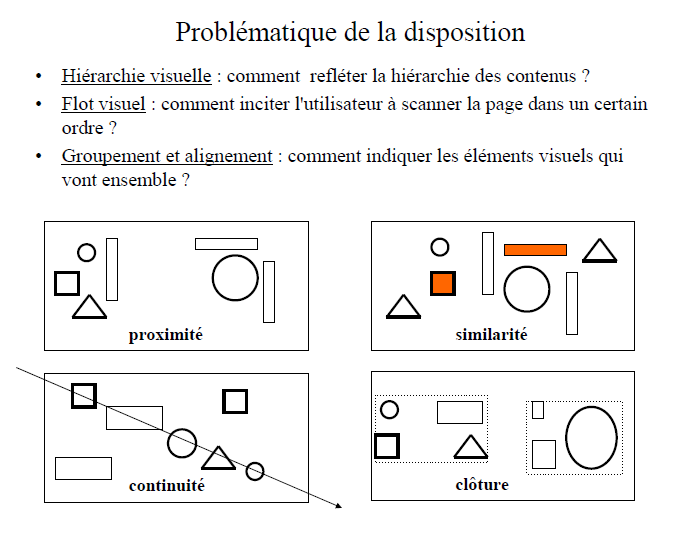 Problématique de la disposition
• Hiérarchie visuelle : comment refléter la hiérarchie des contenus ?
• Flot visuel : comment inciter l'utilisateur à scanner la page dans un certain
ordre ?
• Groupement et alignement : comment indiquer les éléments visuels qui
vont ensemble ?
proximité
similarité
continuité
clôture